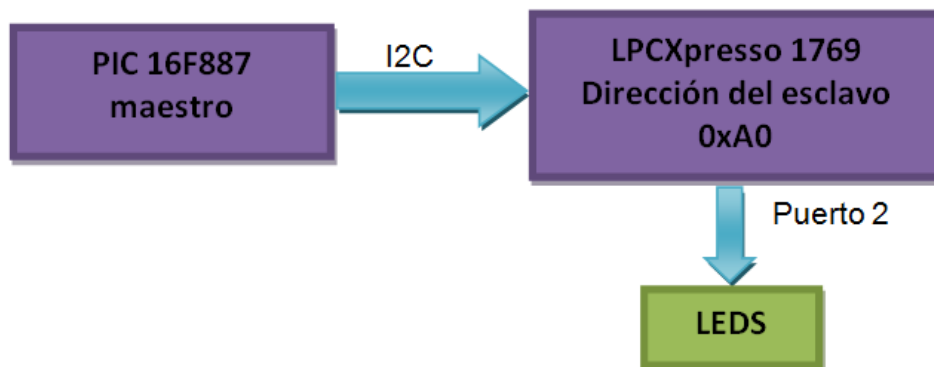 PIC 16F887
maestro
I2C
LPCXpresso 1769
Dirección del esclavo
0xA0
Puerto 2
LEDS